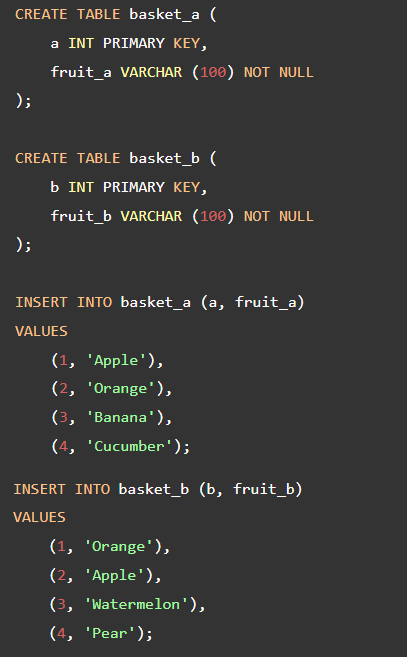 CREATE TABLE basket_a (
    a INT PRIMARY KEY,
    fruit_a VARCHAR (100) NOT NULL
);
CREATE TABLE basket_b (
    b INT PRIMARY KEY,
    fruit_b VARCHAR (100) NOT NULL
);
INSERT INTO basket_a (a, fruit_a)
VALUES
    (1, 'Apple'),
    (2, 'Orange'),
    (3, 'Banana'),
    (4, 'Cucumber');
INSERT INTO basket_b (b, fruit_b)
VALUES
    (1, 'Orange'),
    (2, 'Apple'),
    (3, 'Watermelon'),
    (4, 'Pear');